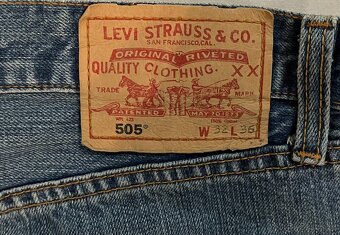 LEVI STRAUSS & CO.
SAN FRANCISCO, CAL.
ORIGINAL RIVETED
QUALITY CLOTHING. XX
TRADE MARK
PATENTED MAY 20 1873
505® W 32 L 36